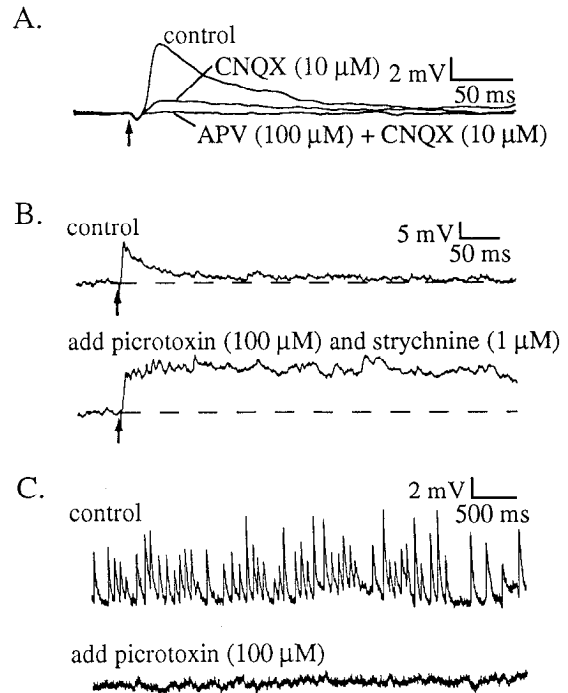 A.
control
CNQX (10 µM)
2 mV
50 ms
APV (100 µM) + CNQX (10 µM)
B.
control
5 mV
50 ms
add picrotoxin (100 µM) and strychnine (1 µM)
C.
control
2 mV
500 ms
add picrotoxin (100 µM)